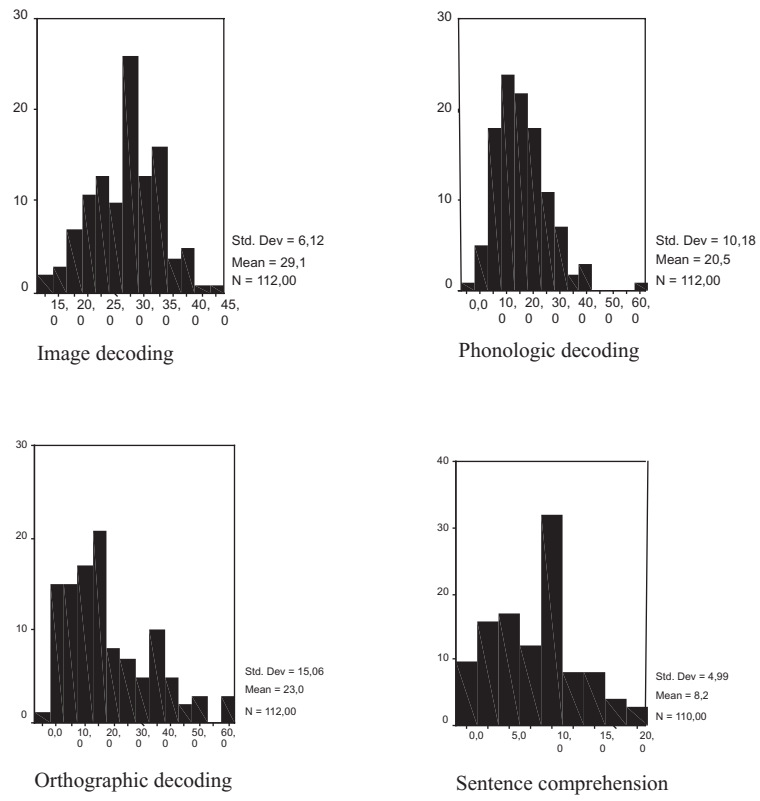 30
20
10
0
15, 20, 25, 30, 35, 40, 45,
0 0 0 0 0 0 0
Std. Dev = 6,12
Mean = 29,1
N = 112,00
Image decoding
30
20
10
0
0,0 10, 20, 30, 40, 50, 60,
0 0 0 0 0 0
Std. Dev = 10,18
Mean = 20,5
N = 112,00
Phonologic decoding
30
20
10
0
0,0 10, 20, 30, 40, 50, 60,
0 0 0 0 0 0
Std. Dev = 15,06
Mean = 23,0
N = 112,00
Orthographic decoding
40
30
20
10
0
0,0 5,0 10, 15, 20,
0 0 0
Std. Dev = 4,99
Mean = 8,2
N = 110,00
Sentence comprehension